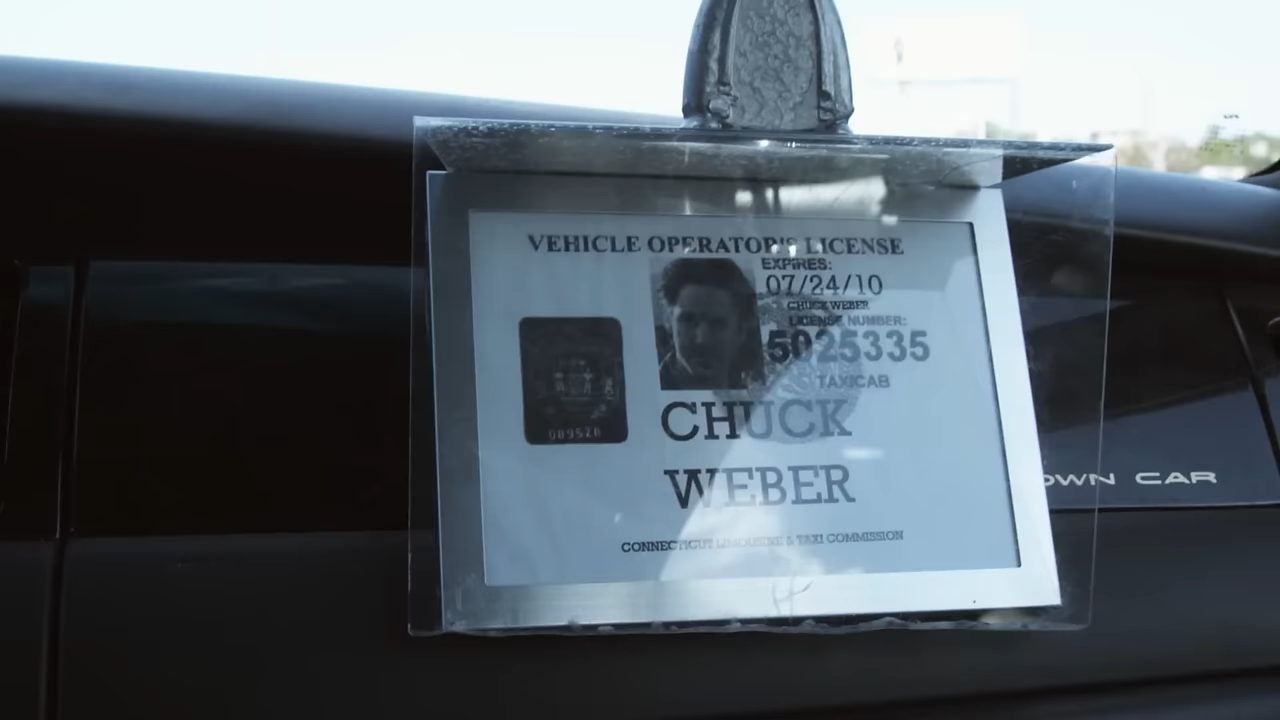 VEHICLE OPERATOR'S LICENSE
EXPIRES:
07/24/10
CHUCK WEBER
LICENSE NUMBER:
5025335
TAXICAB
CHUCK
WEBER
CONNECTICUT LIMOUSINE & TAXI COMMISSION
OWN CAR